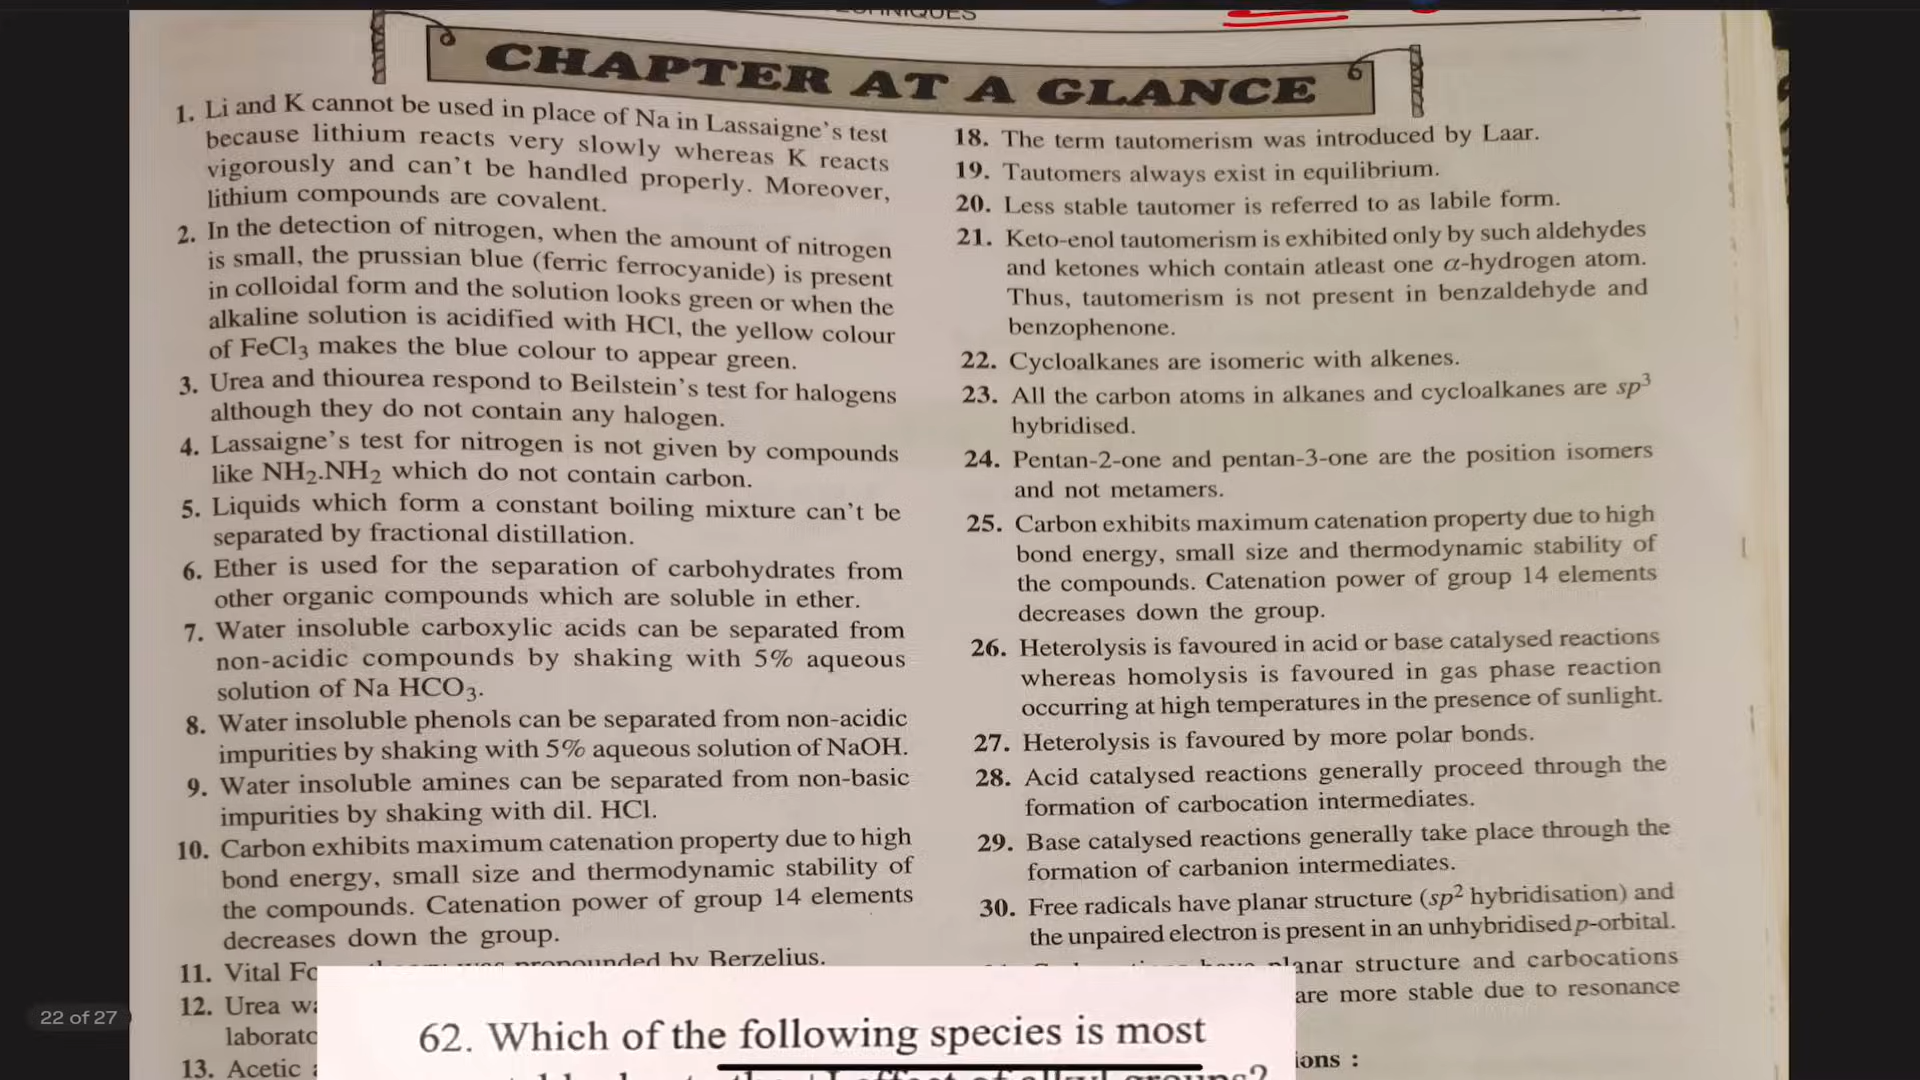 CHAPTER AT A GLANCE
1. Li and K cannot be used in place of Na in Lassaigne's test
because lithium reacts very slowly whereas K reacts
vigorously and can't be handled properly. Moreover,
lithium compounds are covalent.
2. In the detection of nitrogen, when the amount of nitrogen
is small, the prussian blue (ferric ferrocyanide) is present
in colloidal form and the solution looks green or when the
alkaline solution is acidified with HCl, the yellow colour
of FeCl3 makes the blue colour to appear green.
3. Urea and thiourea respond to Beilstein's test for halogens
although they do not contain any halogen.
4. Lassaigne's test for nitrogen is not given by compounds
like NH2.NH2 which do not contain carbon.
5. Liquids which form a constant boiling mixture can't be
separated by fractional distillation.
6. Ether is used for the separation of carbohydrates from
other organic compounds which are soluble in ether.
7. Water insoluble carboxylic acids can be separated from
non-acidic compounds by shaking with 5% aqueous
solution of Na HCO3.
8. Water insoluble phenols can be separated from non-acidic
impurities by shaking with 5% aqueous solution of NaOH.
9. Water insoluble amines can be separated from non-basic
impurities by shaking with dil. HCl.
10. Carbon exhibits maximum catenation property due to high
bond energy, small size and thermodynamic stability of
the compounds. Catenation power of group 14 elements
decreases down the group.
11. Vital pronounced by Berzelius.
12. Urea
13. Acetic
18. The term tautomerism was introduced by Laar.
19. Tautomers always exist in equilibrium.
20. Less stable tautomer is referred to as labile form.
21. Keto-enol tautomerism is exhibited only by such aldehydes
and ketones which contain atleast one α-hydrogen atom.
Thus, tautomerism is not present in benzaldehyde and
benzophenone.
22. Cycloalkanes are isomeric with alkenes.
23. All the carbon atoms in alkanes and cycloalkanes are sp3
hybridised.
24. Pentan-2-one and pentan-3-one are the position isomers
and not metamers.
25. Carbon exhibits maximum catenation property due to high
bond energy, small size and thermodynamic stability of
the compounds. Catenation power of group 14 elements
decreases down the group.
26. Heterolysis is favoured in acid or base catalysed reactions
whereas homolysis is favoured in gas phase reaction
occurring at high temperatures in the presence of sunlight.
27. Heterolysis is favoured by more polar bonds.
28. Acid catalysed reactions generally proceed through the
formation of carbocation intermediates.
29. Base catalysed reactions generally take place through the
formation of carbanion intermediates.
30. Free radicals have planar structure (sp2 hybridisation) and
the unpaired electron is present in an unhybridised p-orbital.
planar structure and carbocations
are more stable due to resonance
22 of 27
62. Which of the following species is most